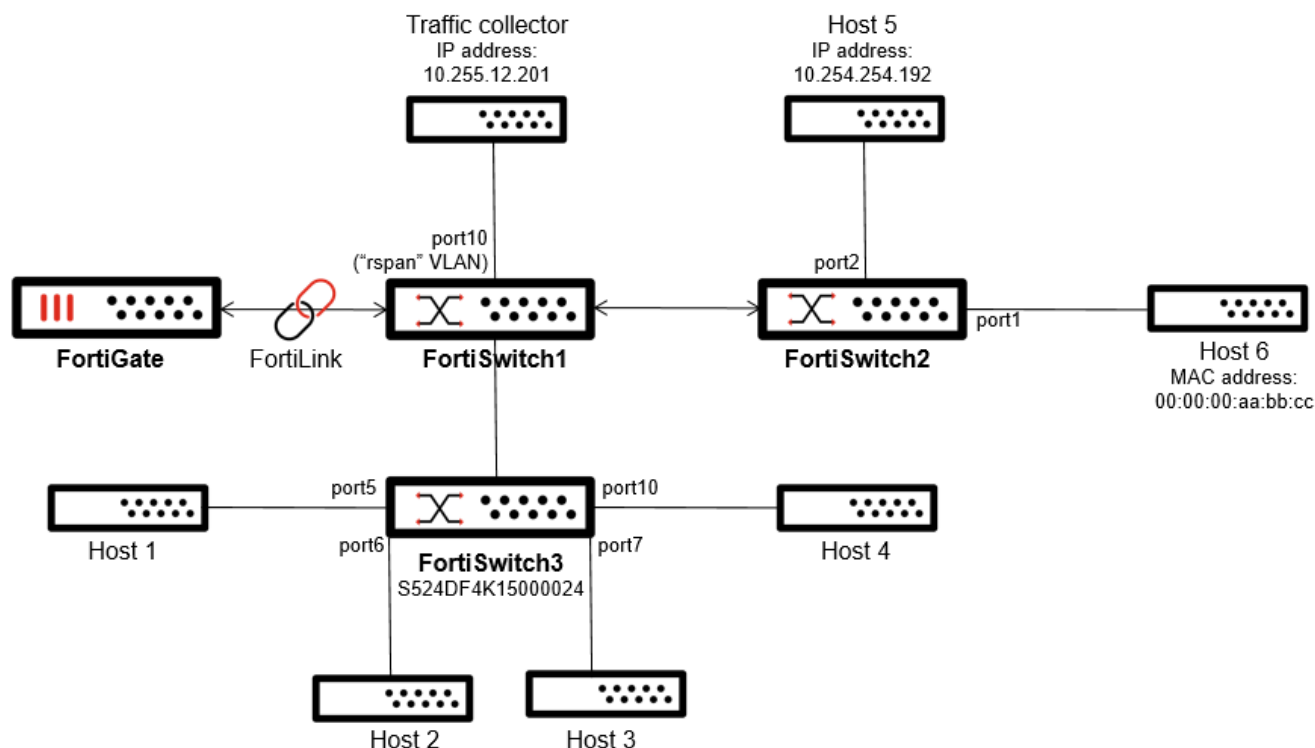 Traffic collector
IP address:
10.255.12.201
Host 5
IP address:
10.254.254.192
port10
("rspan" VLAN)
port2
port1
FortiGate
FortiLink
FortiSwitch1
FortiSwitch2
Host 6
MAC address:
00:00:00:aa:bb:cc
port5
port10
Host 1
port6
port7
Host 4
FortiSwitch3
S524DF4K15000024
Host 2
Host 3